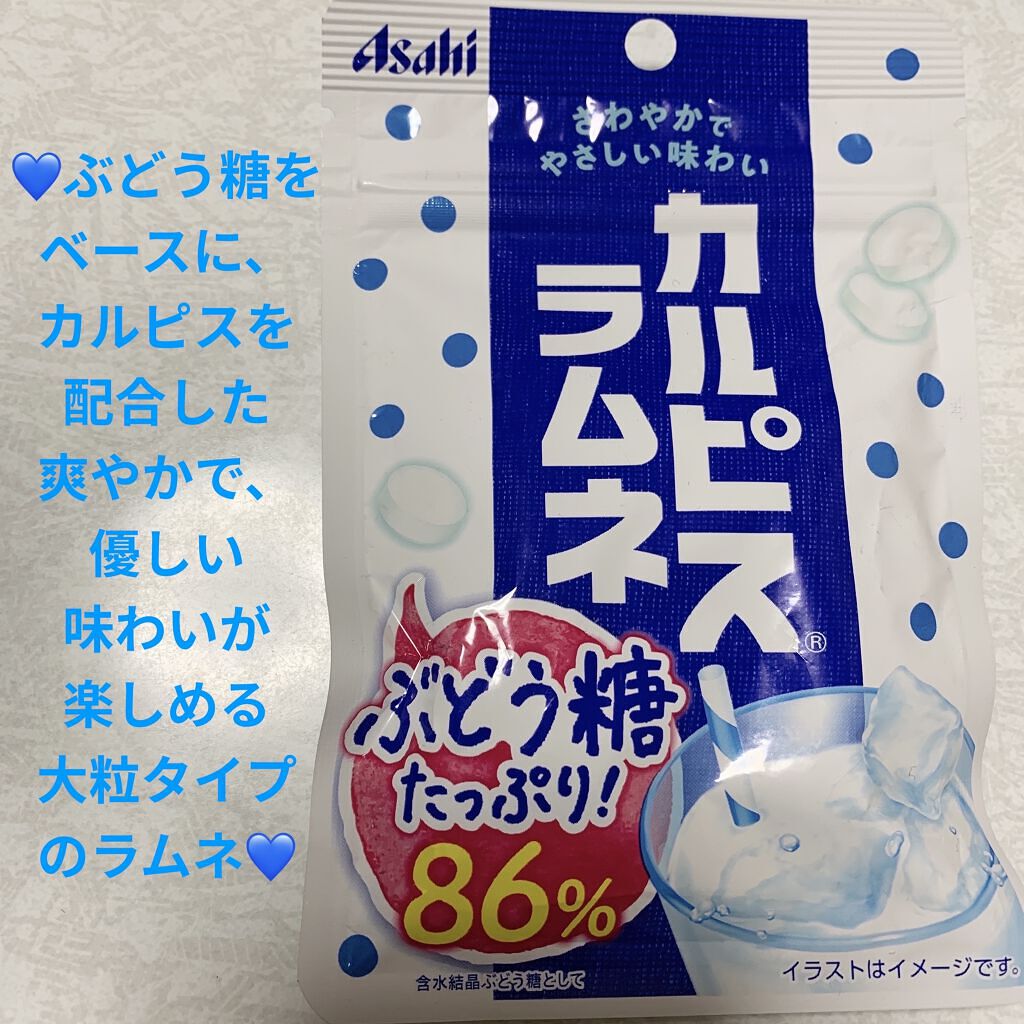 💙ぶどう糖を
ベースに、
カルピスを
配合した
爽やかで、
優しい
味わいが
楽しめる
大粒タイプ
のラムネ💙
Asahi
さわやかで
やさしい味わい
カルピス®
ラムネ
ぶどう糖
たっぷり!
86%
含水結晶ぶどう糖として
イラストはイメージです。